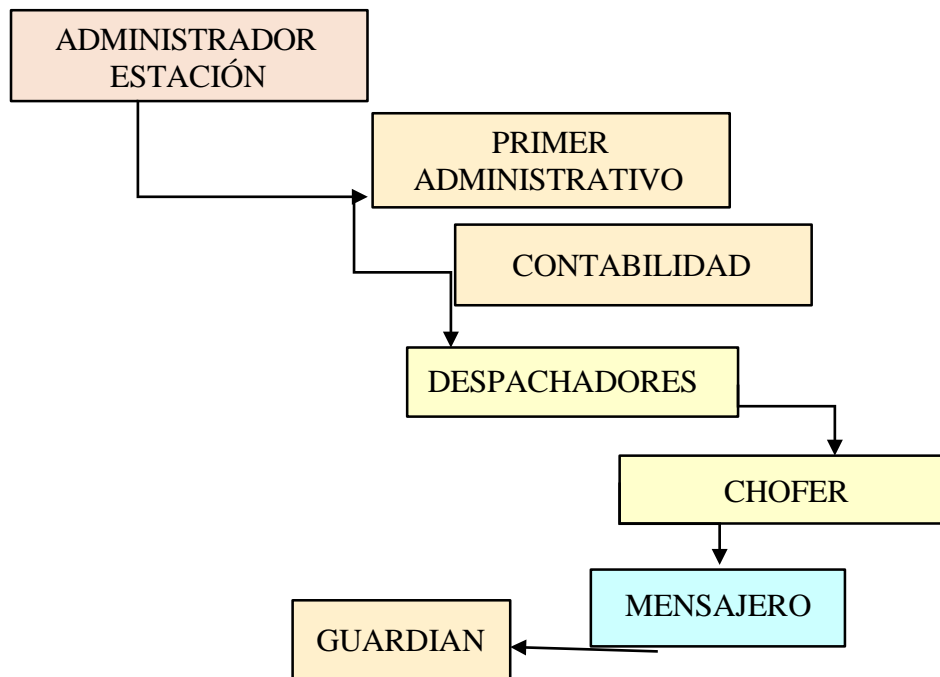 ADMINISTRADOR
ESTACIÓN
PRIMER
ADMINISTRATIVO
CONTABILIDAD
DESPACHADORES
CHOFER
MENSAJERO
GUARDIAN